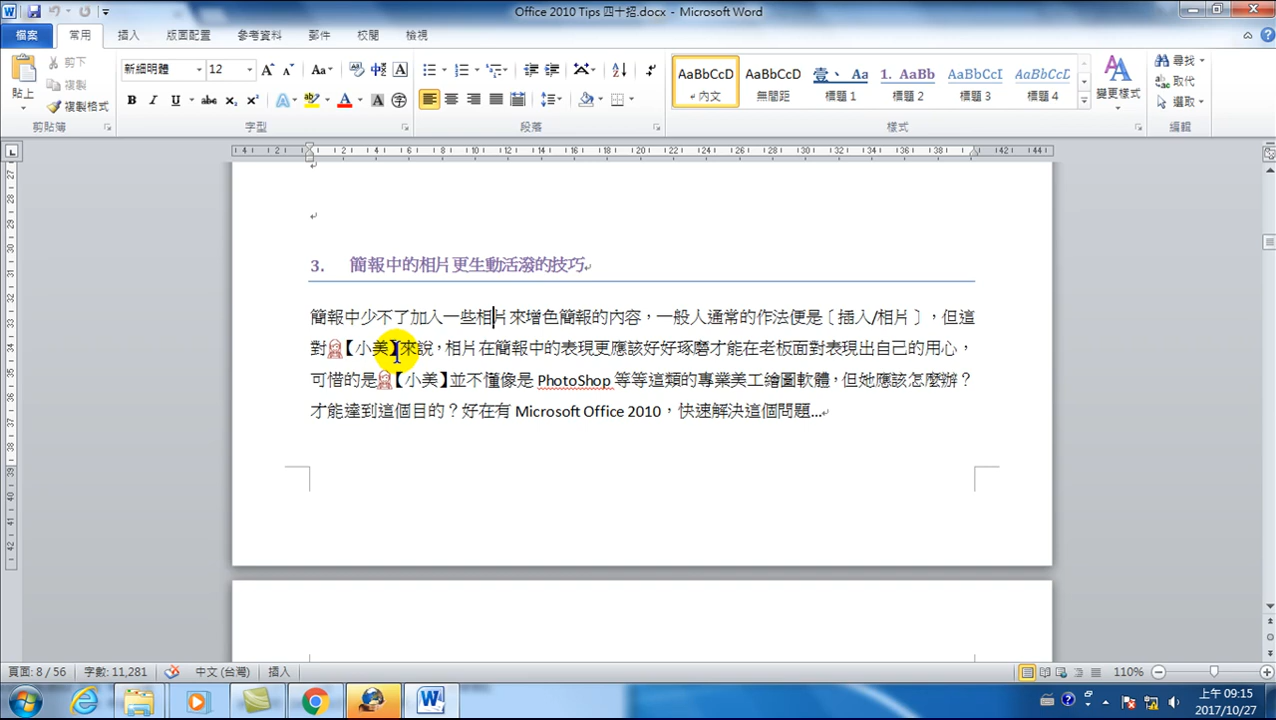 Office 2010 Tips 四十招.docx - Microsoft Word
檔案 常用 插入 版面配置 參考資料 郵件 校閱 檢視
貼上 剪下 複製 複製格式
新細明體 12
AaBbCcD AaBbCcD 壹、Aa 1. AaBb AaBbCcI AaBbCcD
內文 無間距 標題 1 標題 2 標題 3 標題 4
變更樣式
尋找 取代 選取
剪貼簿 字型 段落 樣式 編輯
3. 簡報中的相片更生動活潑的技巧
簡報中少不了加入一些相片來增色簡報的內容，一般人通常的作法便是〔插入/相片〕，但這
對【小美】來說，相片在簡報中的表現更應該好好琢磨才能在老板面對表現出自己的用心，
可惜的是【小美】並不懂像是 PhotoShop 等等這類的專業美工繪圖軟體，但她應該怎麼辦？
才能達到這個目的？好在有 Microsoft Office 2010，快速解決這個問題…
頁面: 8 / 56 字數: 11,281 中文 (台灣) 插入 110%
上午 09:15
2017/10/27